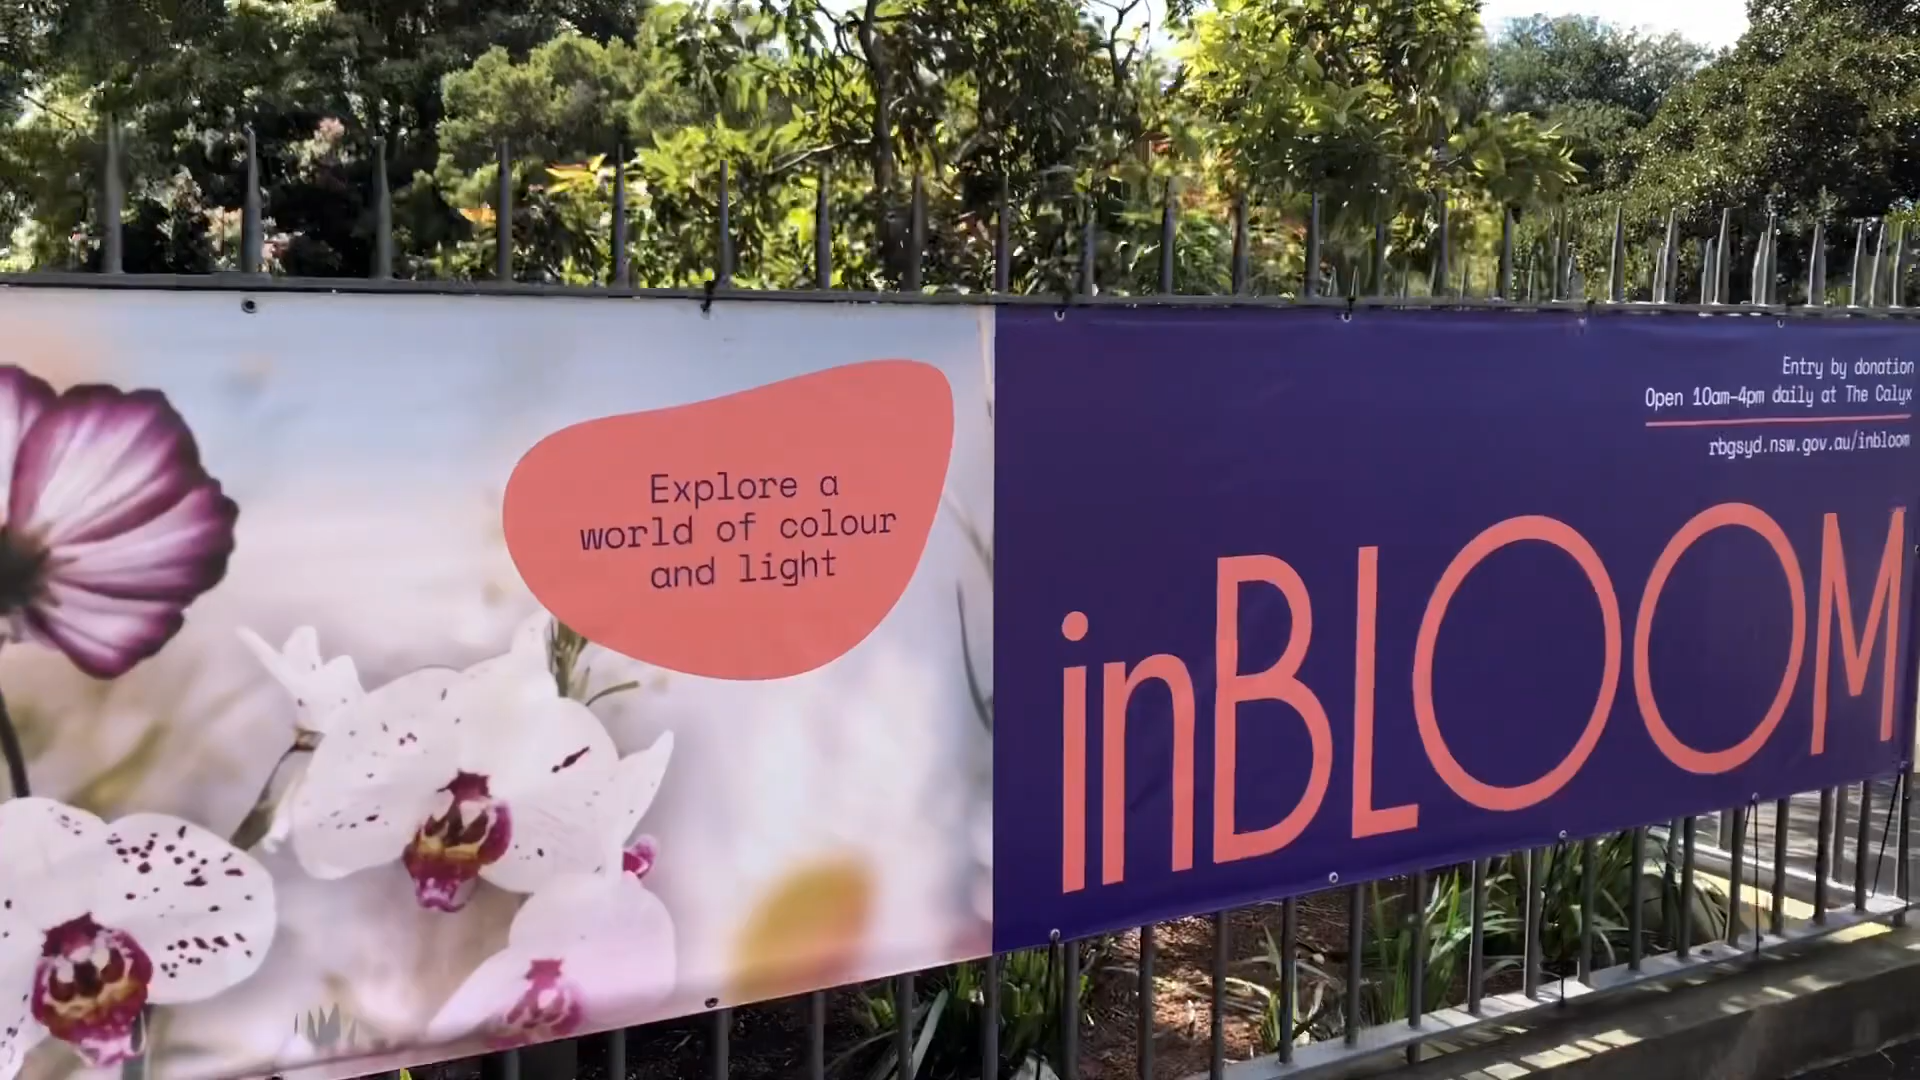 Explore a
world of colour
and light
Entry by donation
Open 10am–4pm daily at The Calyx
rbgsyd.nsw.gov.au/inbloom
inBLOOM